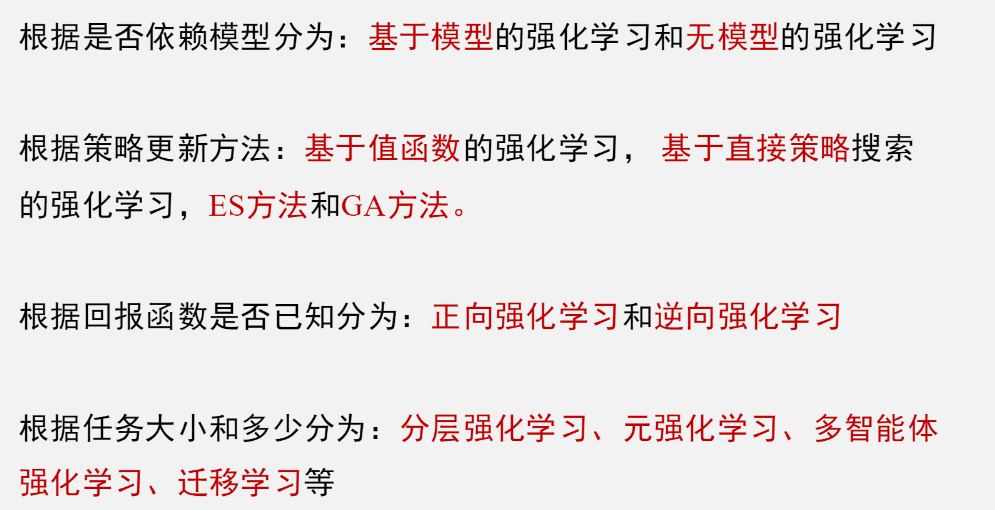 根据是否依赖模型分为：基于模型的强化学习和无模型的强化学习
根据策略更新方法：基于值函数的强化学习， 基于直接策略搜索
的强化学习，ES方法和GA方法。
根据回报函数是否已知分为：正向强化学习和逆向强化学习
根据任务大小和多少分为：分层强化学习、元强化学习、多智能体
强化学习、迁移学习等